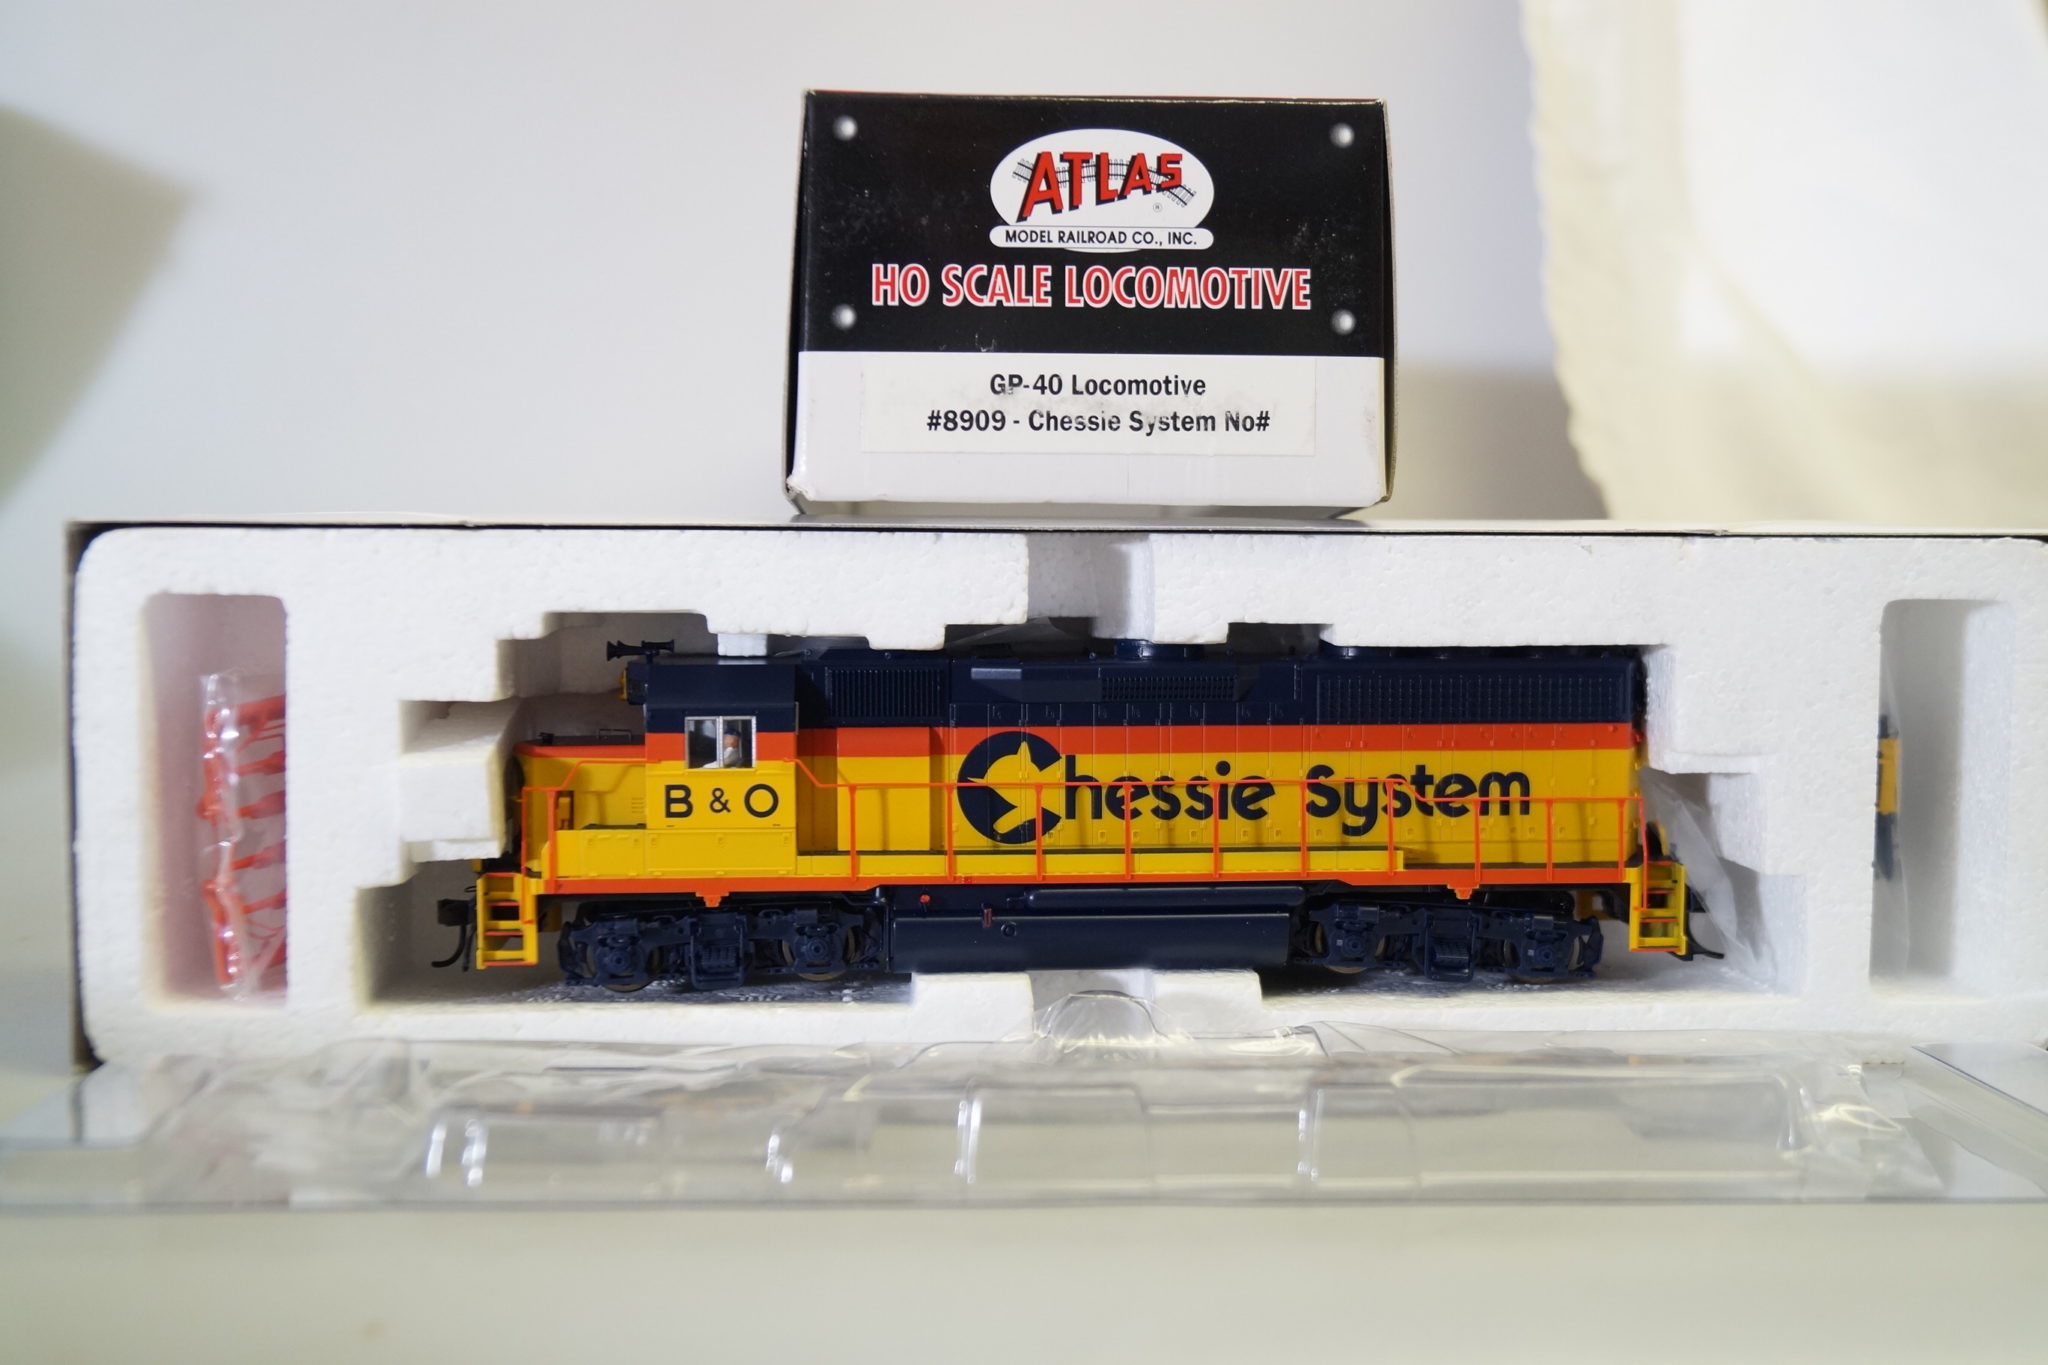 ATLAS
®
MODEL RAILROAD CO., INC.
HO SCALE LOCOMOTIVE
GP-40 Locomotive
#8909 - Chessie System No#
B & O
Chessie System